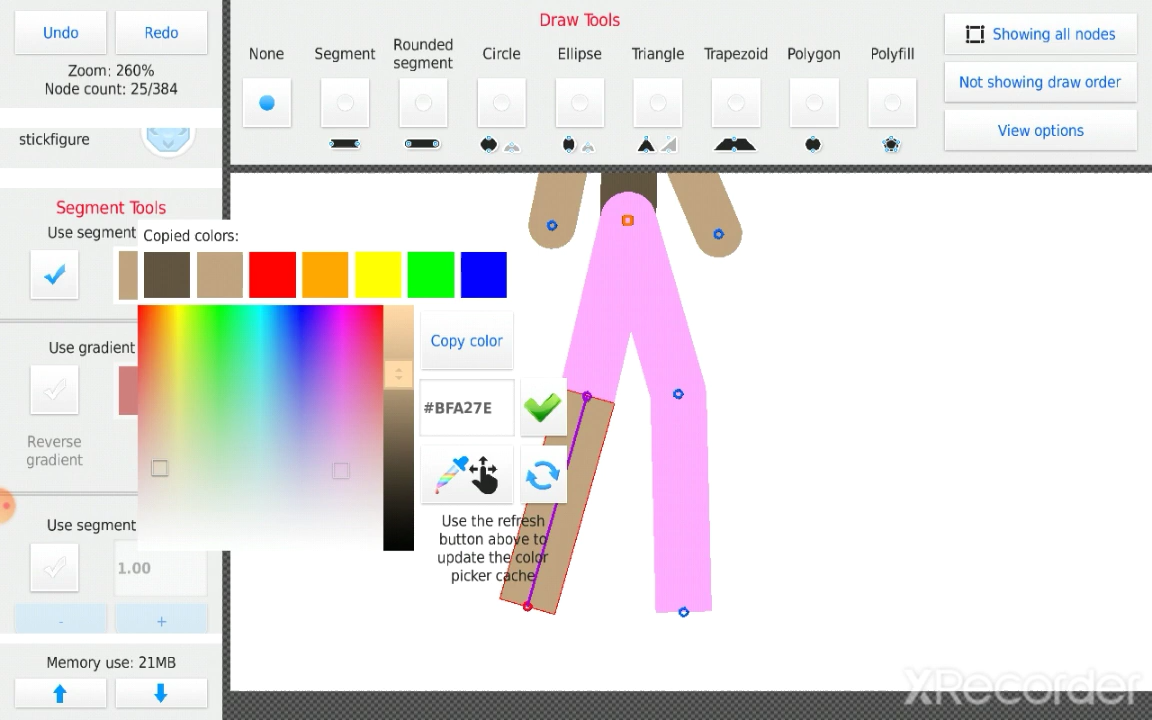 Undo
Redo
Zoom: 260%
Node count: 25/384
stickfigure
Draw Tools
None
Segment
Rounded
segment
Circle
Ellipse
Triangle
Trapezoid
Polygon
Polyfill
Showing all nodes
Not showing draw order
View options
Segment Tools
Use segment
Copied colors:
Use gradient
Copy color
#BFA27E
Reverse
gradient
Use the refresh
button above to
update the color
picker cache
Use segment
1.00
-
+
Memory use: 21MB
XRecorder